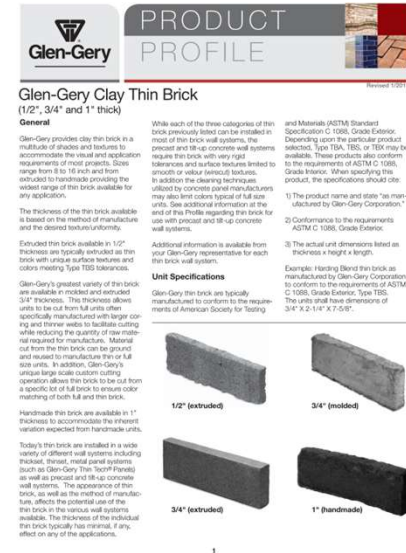 PRODUCT
PROFILE
Glen-Gery
Revised 1/201
Glen-Gery Clay Thin Brick
(1/2", 3/4" and 1" thick)
General
Glen-Gery provides clay thin brick in a
multitude of shades and textures to
accommodate the visual and application
requirements of most projects. Sizes
range from 8 to 16 inch and from
extruded to handmade providing the
widest range of thin brick available for
any application.
The thickness of the thin brick available
is based on the method of manufacture
and the desired texture/uniformity.
Extruded thin brick available in 1/2"
thickness are typically extruded as thin
brick with unique surface textures and
colors meeting Type TBS tolerances.
Glen-Gery's greatest variety of thin brick
are available in molded and extruded
3/4" thickness. This thickness allows
units to be cut from full units often
specifically manufactured with larger cor-
ing and thinner webs to facilitate cutting
while reducing the quantity of raw mate-
rial required for manufacture. Material
cut from the thin brick can be ground
and reused to manufacture thin or full
size units. In addition, Glen-Gery's
unique large scale custom cutting
operation allows thin brick to be cut from
a specific lot of full brick to ensure color
matching of both full and thin brick.
Handmade thin brick are available in 1"
thickness to accommodate the inherent
variation expected from handmade units.
Today's thin brick are installed in a wide
variety of different wall systems including
thickset, thinset, metal panel systems
(such as Glen-Gery Thin Tech® Panels)
as well as precast and tilt-up concrete
wall systems. The appearance of thin
brick, as well as the method of manufac-
ture, affects the potential use of the
thin brick in the various wall systems
available. The thickness of the individual
thin brick typically has minimal, if any,
effect on any of the applications.
While each of the three categories of thin
brick previously listed can be installed in
most of thin brick wall systems, the
precast and tilt-up concrete wall systems
require thin brick with very rigid
tolerances and surface textures limited to
smooth or velour (wirecut) textures.
In addition the cleaning techniques
utilized by concrete panel manufacturers
may also limit colors typical of full size
units. See additional information at the
end of this Profile regarding thin brick for
use with precast and tilt-up concrete
wall systems.
Additional information is available from
your Glen-Gery representative for each
thin brick wall system.
Unit Specifications
Glen-Gery thin brick are typically
manufactured to conform to the require-
ments of American Society for Testing
and Materials (ASTM) Standard
Specification C 1088, Grade Exterior.
Depending upon the particular product
selected, Type TBA, TBS, or TBX may be
available. These products also conform
to the requirements of ASTM C 1088,
Grade Interior. When specifying this
product, the specifications should cite:
1) The product name and state "as man-
ufactured by Glen-Gery Corporation."
2) Conformance to the requirements
ASTM C 1088, Grade Exterior.
3) The actual unit dimensions listed as
thickness x height x length.
Example: Harding Blend thin brick as
manufactured by Glen-Gery Corporation
to conform to the requirements of ASTM
C 1088, Grade Exterior, Type TBS.
The units shall have dimensions of
3/4" X 2-1/4" X 7-5/8".
1/2" (extruded)
3/4" (molded)
3/4" (extruded)
1" (handmade)
1